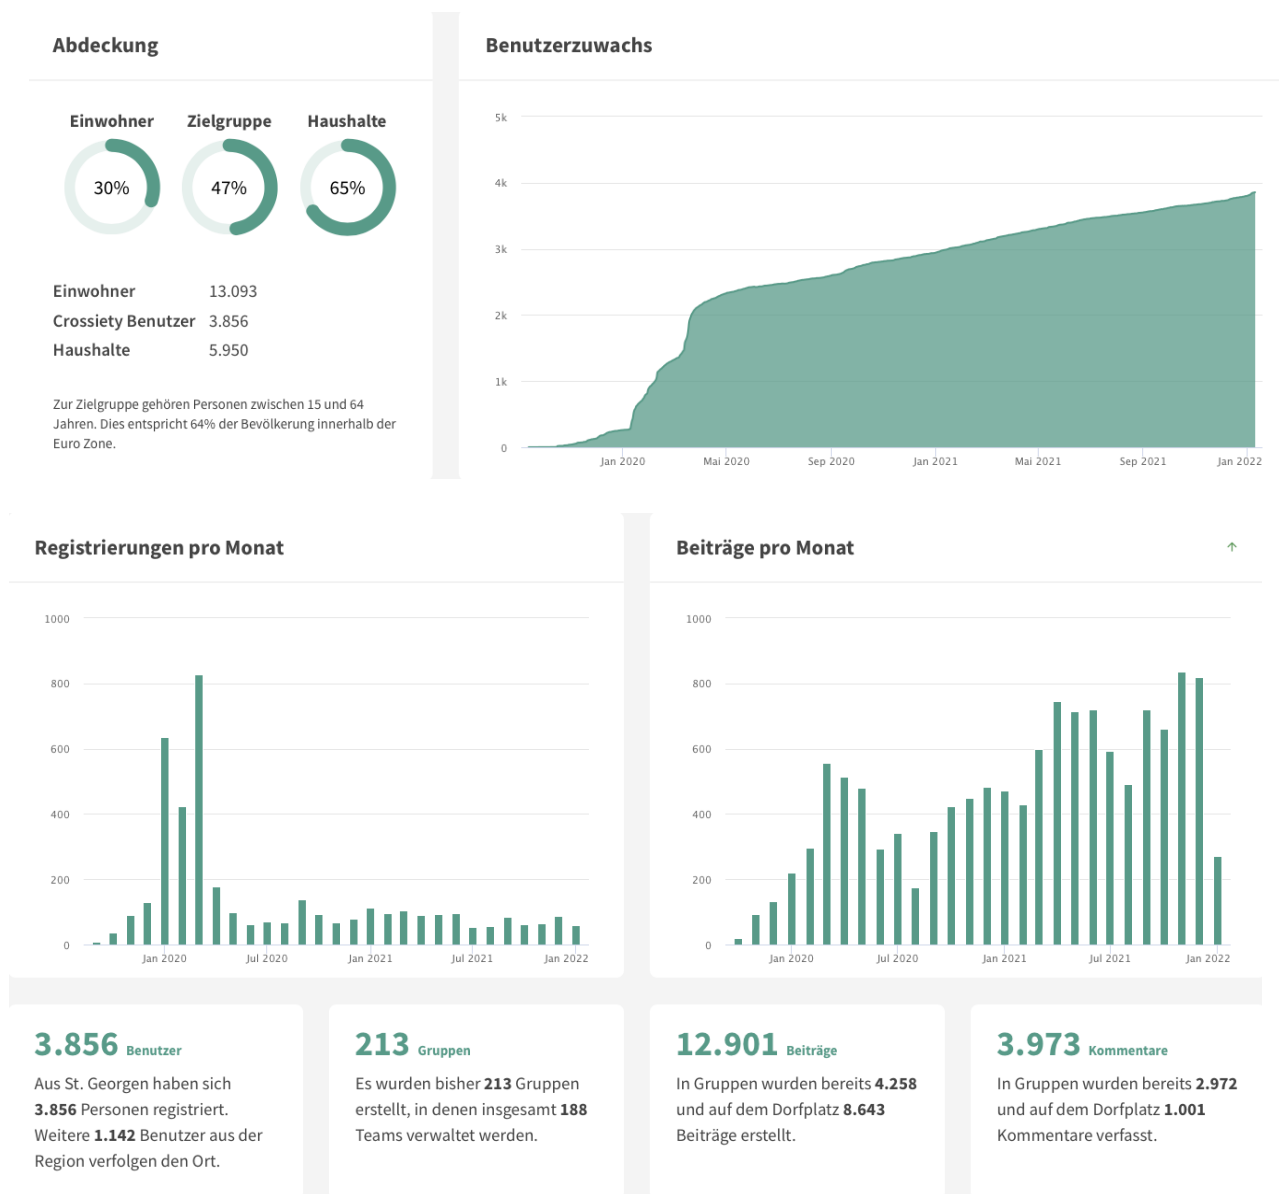 Abdeckung
Einwohner Zielgruppe Haushalte
30% 47% 65%
Einwohner 13.093
Crossiety Benutzer 3.856
Haushalte 5.950
Zur Zielgruppe gehören Personen zwischen 15 und 64
Jahren. Dies entspricht 64% der Bevölkerung innerhalb der
Euro Zone.
Benutzerzuwachs
5k
4k
3k
2k
1k
0
Jan 2020 Mai 2020 Sep 2020 Jan 2021 Mai 2021 Sep 2021 Jan 2022
Registrierungen pro Monat
1000
800
600
400
200
0
Jan 2020 Jul 2020 Jan 2021 Jul 2021 Jan 2022
Beiträge pro Monat
1000
800
600
400
200
0
Jan 2020 Jul 2020 Jan 2021 Jul 2021 Jan 2022
3.856 Benutzer
Aus St. Georgen haben sich
3.856 Personen registriert.
Weitere 1.142 Benutzer aus der
Region verfolgen den Ort.
213 Gruppen
Es wurden bisher 213 Gruppen
erstellt, in denen insgesamt 188
Teams verwaltet werden.
12.901 Beiträge
In Gruppen wurden bereits 4.258
und auf dem Dorfplatz 8.643
Beiträge erstellt.
3.973 Kommentare
In Gruppen wurden bereits 2.972
und auf dem Dorfplatz 1.001
Kommentare verfasst.